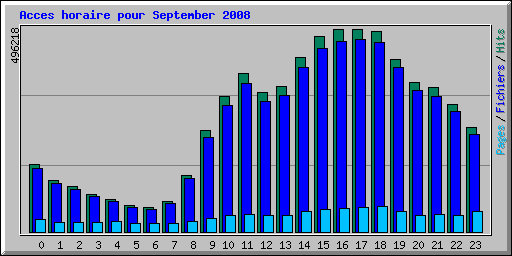 Acces horaire pour September 2008
496218
Pages / Fichiers / Hits
0 1 2 3 4 5 6 7 8 9 10 11 12 13 14 15 16 17 18 19 20 21 22 23